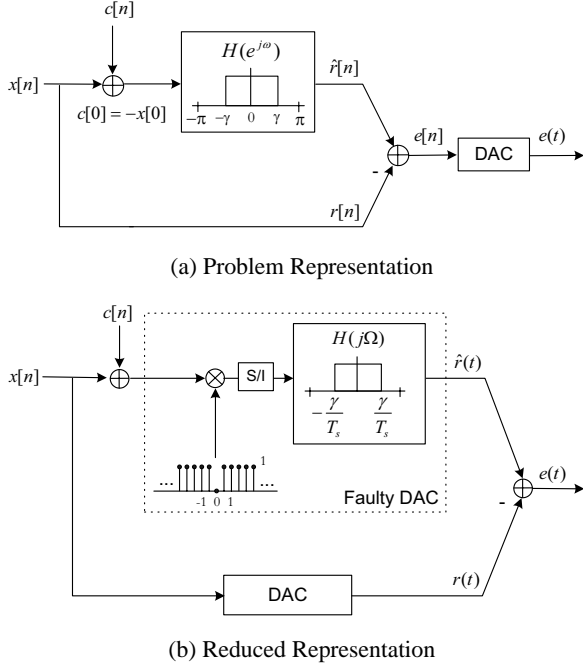 c[n]
H(e^{jω})
x[n]
r̂[n]
−π −γ 0 γ π
c[0] = −x[0]
e[n]
DAC
e(t)
-
r[n]
(a) Problem Representation
c[n]
H(jΩ)
x[n]
S/I
r̂(t)
−γ/T_s γ/T_s
1
... ...
-1 0 1
Faulty DAC
e(t)
-
DAC
r(t)
(b) Reduced Representation